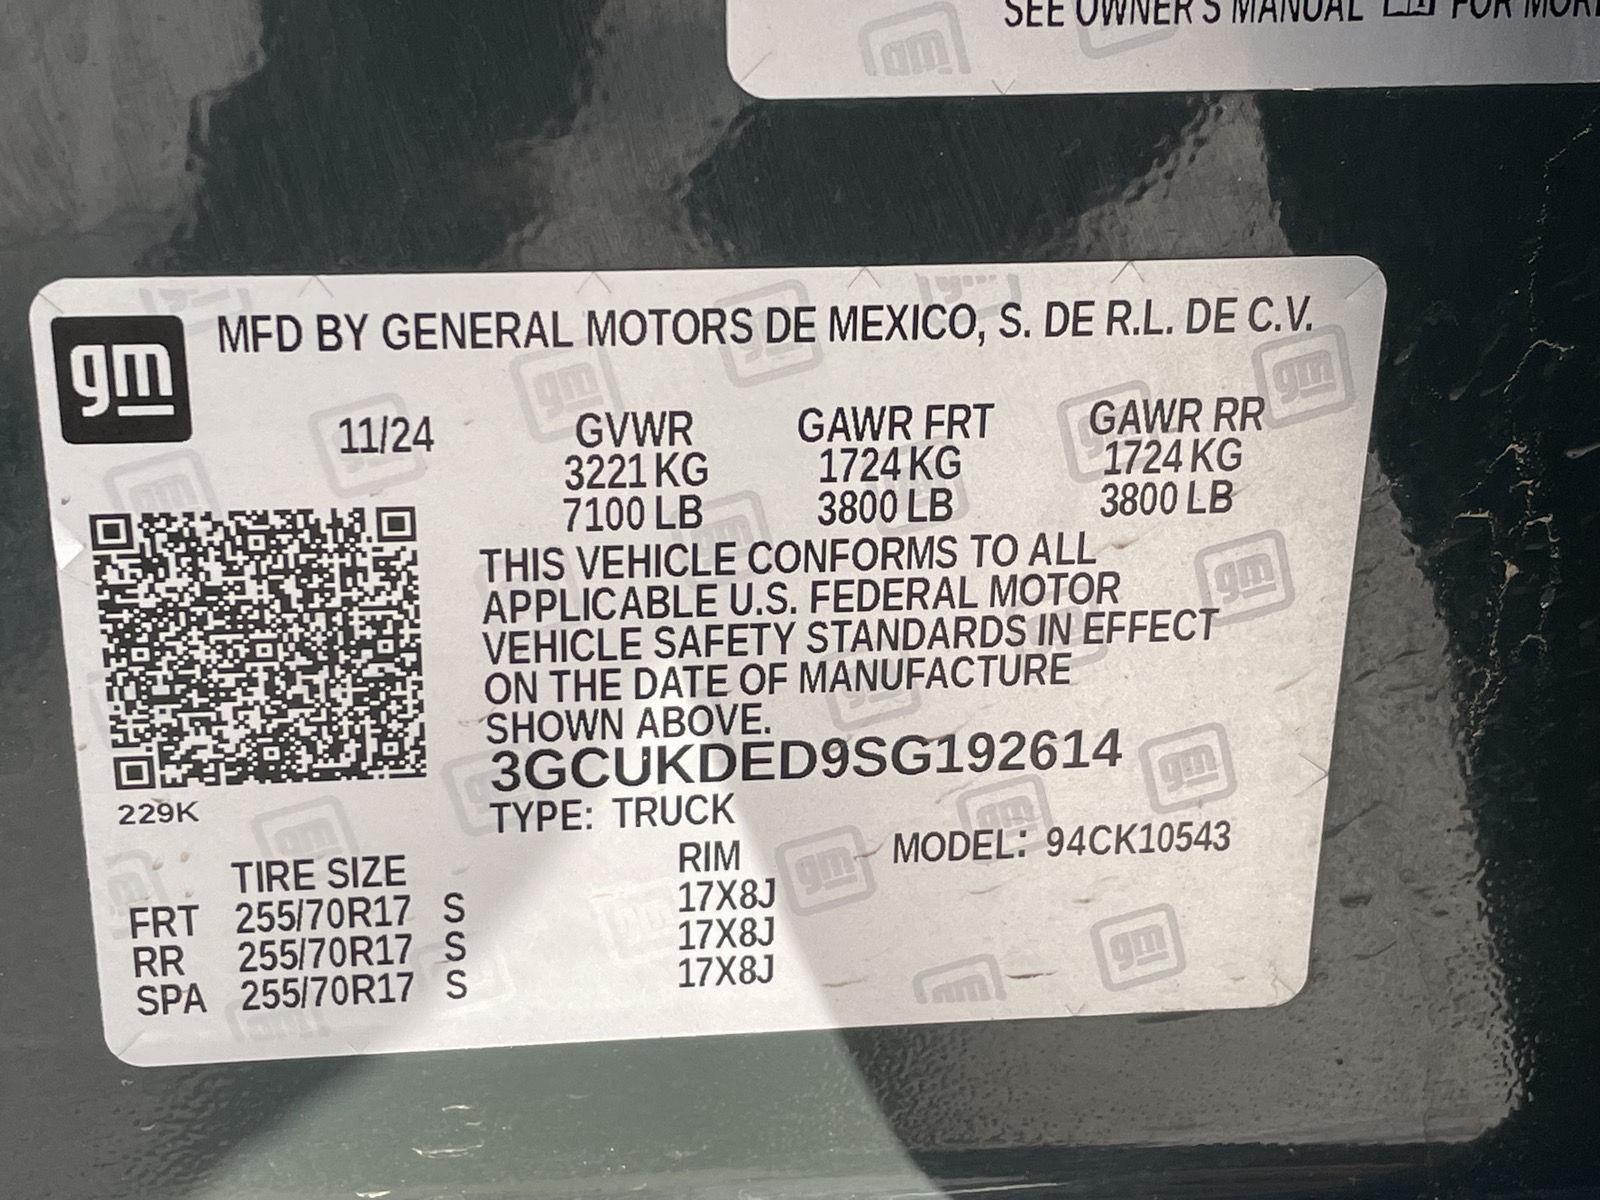 SEE OWNER'S MANUAL FOR MORE
gm
MFD BY GENERAL MOTORS DE MEXICO, S. DE R.L. DE C.V.
11/24 GVWR GAWR FRT GAWR RR
3221 KG 1724 KG 1724 KG
7100 LB 3800 LB 3800 LB
THIS VEHICLE CONFORMS TO ALL
APPLICABLE U.S. FEDERAL MOTOR
VEHICLE SAFETY STANDARDS IN EFFECT
ON THE DATE OF MANUFACTURE
SHOWN ABOVE.
3GCUKDED9SG192614
229K
TYPE: TRUCK
MODEL: 94CK10543
TIRE SIZE RIM
FRT 255/70R17 S 17X8J
RR 255/70R17 S 17X8J
SPA 255/70R17 S 17X8J